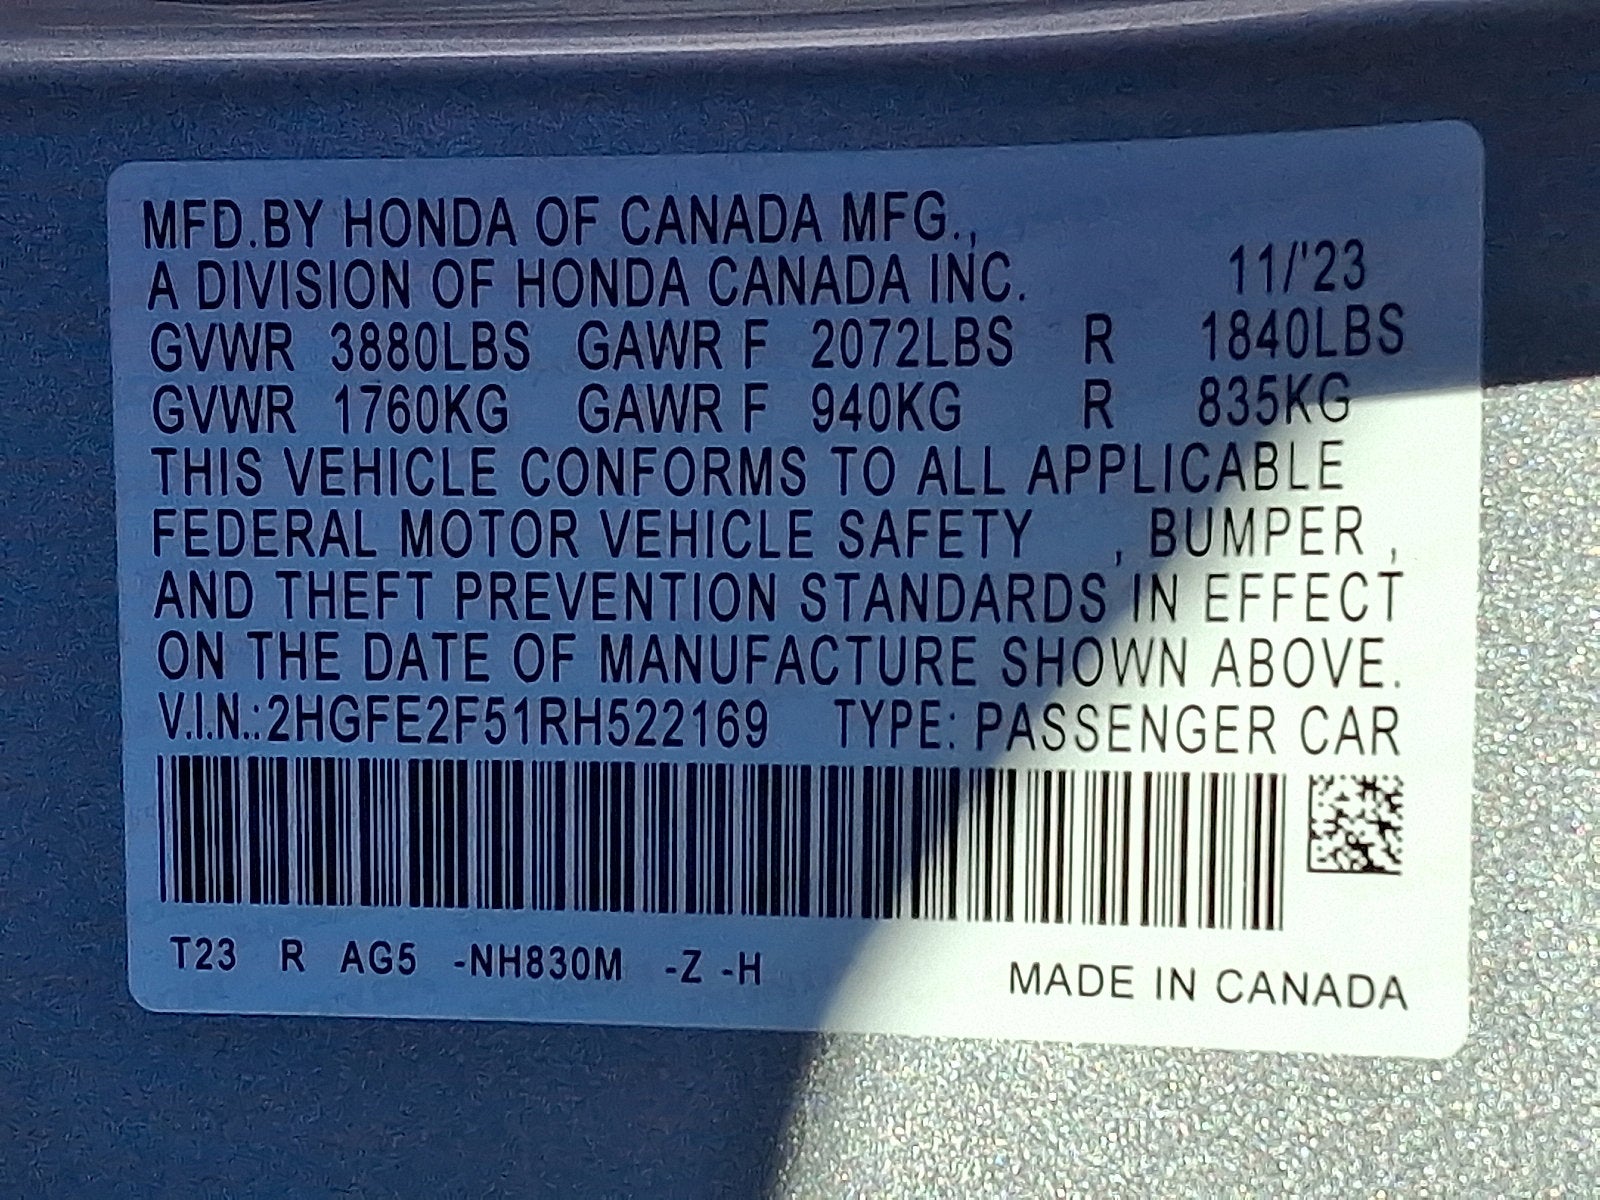 MFD.BY HONDA OF CANADA MFG.,
A DIVISION OF HONDA CANADA INC. 11/'23
GVWR 3880LBS GAWR F 2072LBS R 1840LBS
GVWR 1760KG GAWR F 940KG R 835KG
THIS VEHICLE CONFORMS TO ALL APPLICABLE
FEDERAL MOTOR VEHICLE SAFETY , BUMPER ,
AND THEFT PREVENTION STANDARDS IN EFFECT
ON THE DATE OF MANUFACTURE SHOWN ABOVE.
V.I.N.:2HGFE2F51RH522169 TYPE: PASSENGER CAR
T23 R AG5 -NH830M -Z -H
MADE IN CANADA